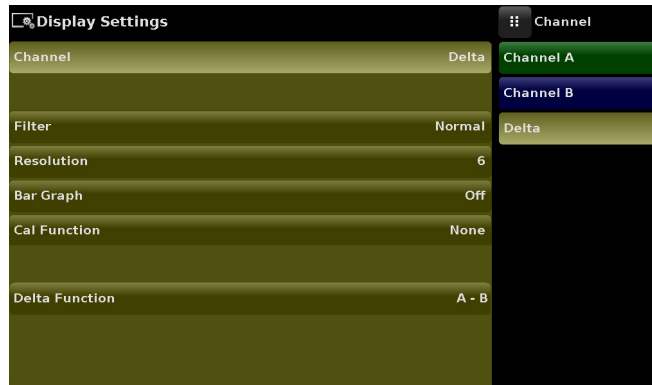 Display Settings
Channel Delta
Filter Normal
Resolution 6
Bar Graph Off
Cal Function None
Delta Function A - B
Channel
Channel A
Channel B
Delta